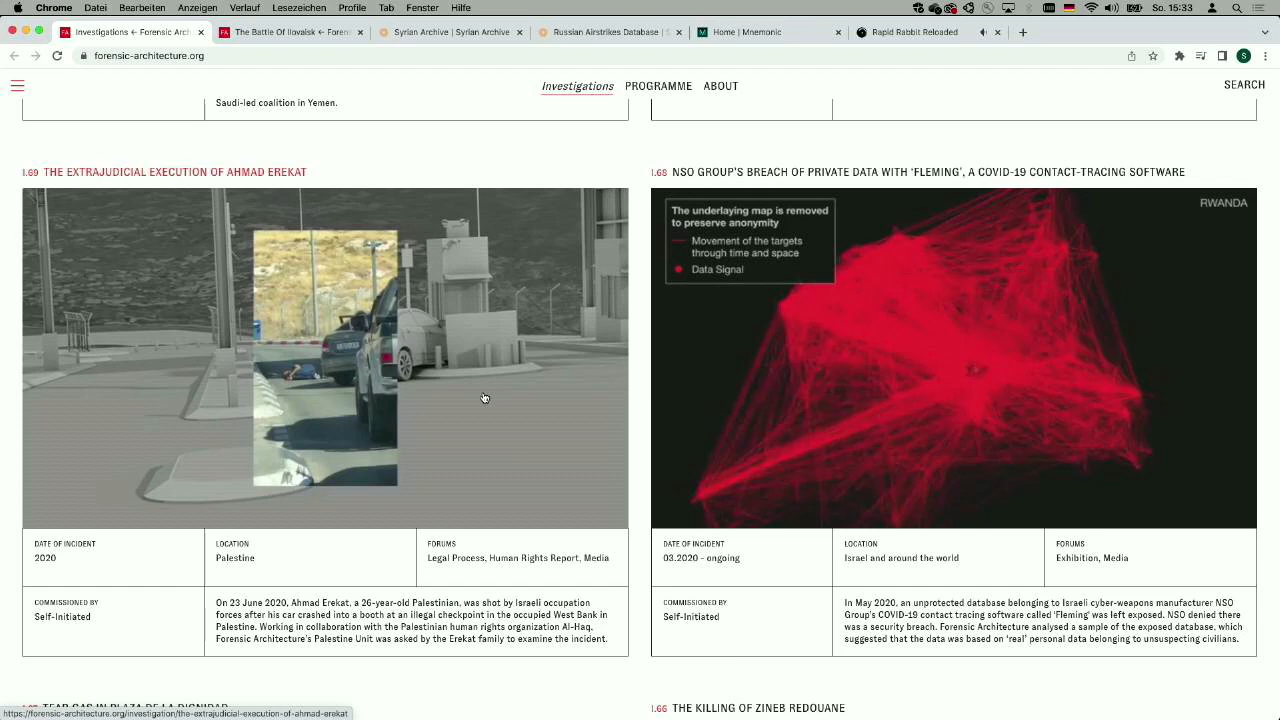 Chrome Datei Bearbeiten Anzeigen Verlauf Lesezeichen Profile Tab Fenster Hilfe So. 15:33
Investigations ← Forensic Arch
The Battle Of Ilovaisk ← Foren
Syrian Archive | Syrian Archive
Russian Airstrikes Database | S
Home | Mnemonic
Rapid Rabbit Reloaded
forensic-architecture.org
Investigations PROGRAMME ABOUT
SEARCH
Saudi-led coalition in Yemen.
I.69 THE EXTRAJUDICIAL EXECUTION OF AHMAD EREKAT
DATE OF INCIDENT
2020
LOCATION
Palestine
FORUMS
Legal Process, Human Rights Report, Media
COMMISSIONED BY
Self-Initiated
On 23 June 2020, Ahmad Erekat, a 26-year-old Palestinian, was shot by Israeli occupation
forces after his car crashed into a booth at an illegal checkpoint in the occupied West Bank in
Palestine. Working in collaboration with the Palestinian human rights organization Al-Haq,
Forensic Architecture's Palestine Unit was asked by the Erekat family to examine the incident.
I.68 NSO GROUP'S BREACH OF PRIVATE DATA WITH 'FLEMING', A COVID-19 CONTACT-TRACING SOFTWARE
The underlaying map is removed
to preserve anonymity
Movement of the targets
through time and space
Data Signal
RWANDA
DATE OF INCIDENT
03.2020 - ongoing
LOCATION
Israel and around the world
FORUMS
Exhibition, Media
COMMISSIONED BY
Self-Initiated
In May 2020, an unprotected database belonging to Israeli cyber-weapons manufacturer NSO
Group's COVID-19 contact tracing software called 'Fleming' was left exposed. NSO denied there
was a security breach. Forensic Architecture analysed a sample of the exposed database, which
suggested that the data was based on 'real' personal data belonging to unsuspecting civilians.
I.67 TEAR GAS IN PLAZA DE LA DIGNIDAD
I.66 THE KILLING OF ZINEB REDOUANE
https://forensic-architecture.org/investigation/the-extrajudicial-execution-of-ahmad-erekat